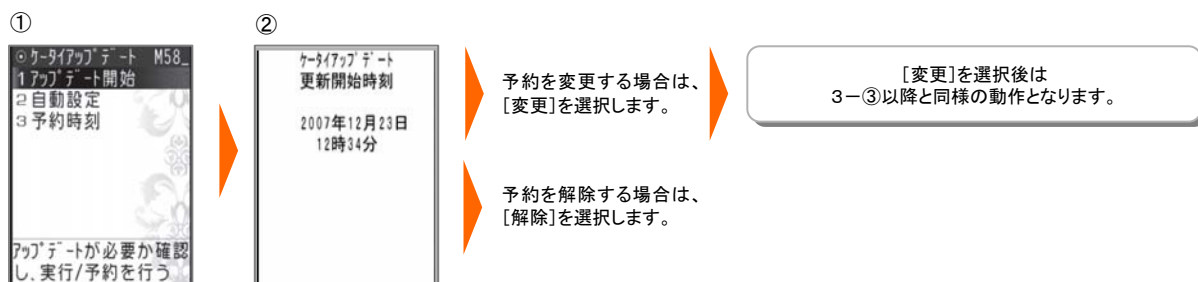 ①
②
⊙ケータイアップデート M58_
1アップデート開始
2自動設定
3予約時刻
アップデートが必要か確認
し、実行/予約を行う
ケータイアップデート
更新開始時刻
2007年12月23日
12時34分
予約を変更する場合は、
[変更]を選択します。
予約を解除する場合は、
[解除]を選択します。
[変更]を選択後は
3-③以降と同様の動作となります。